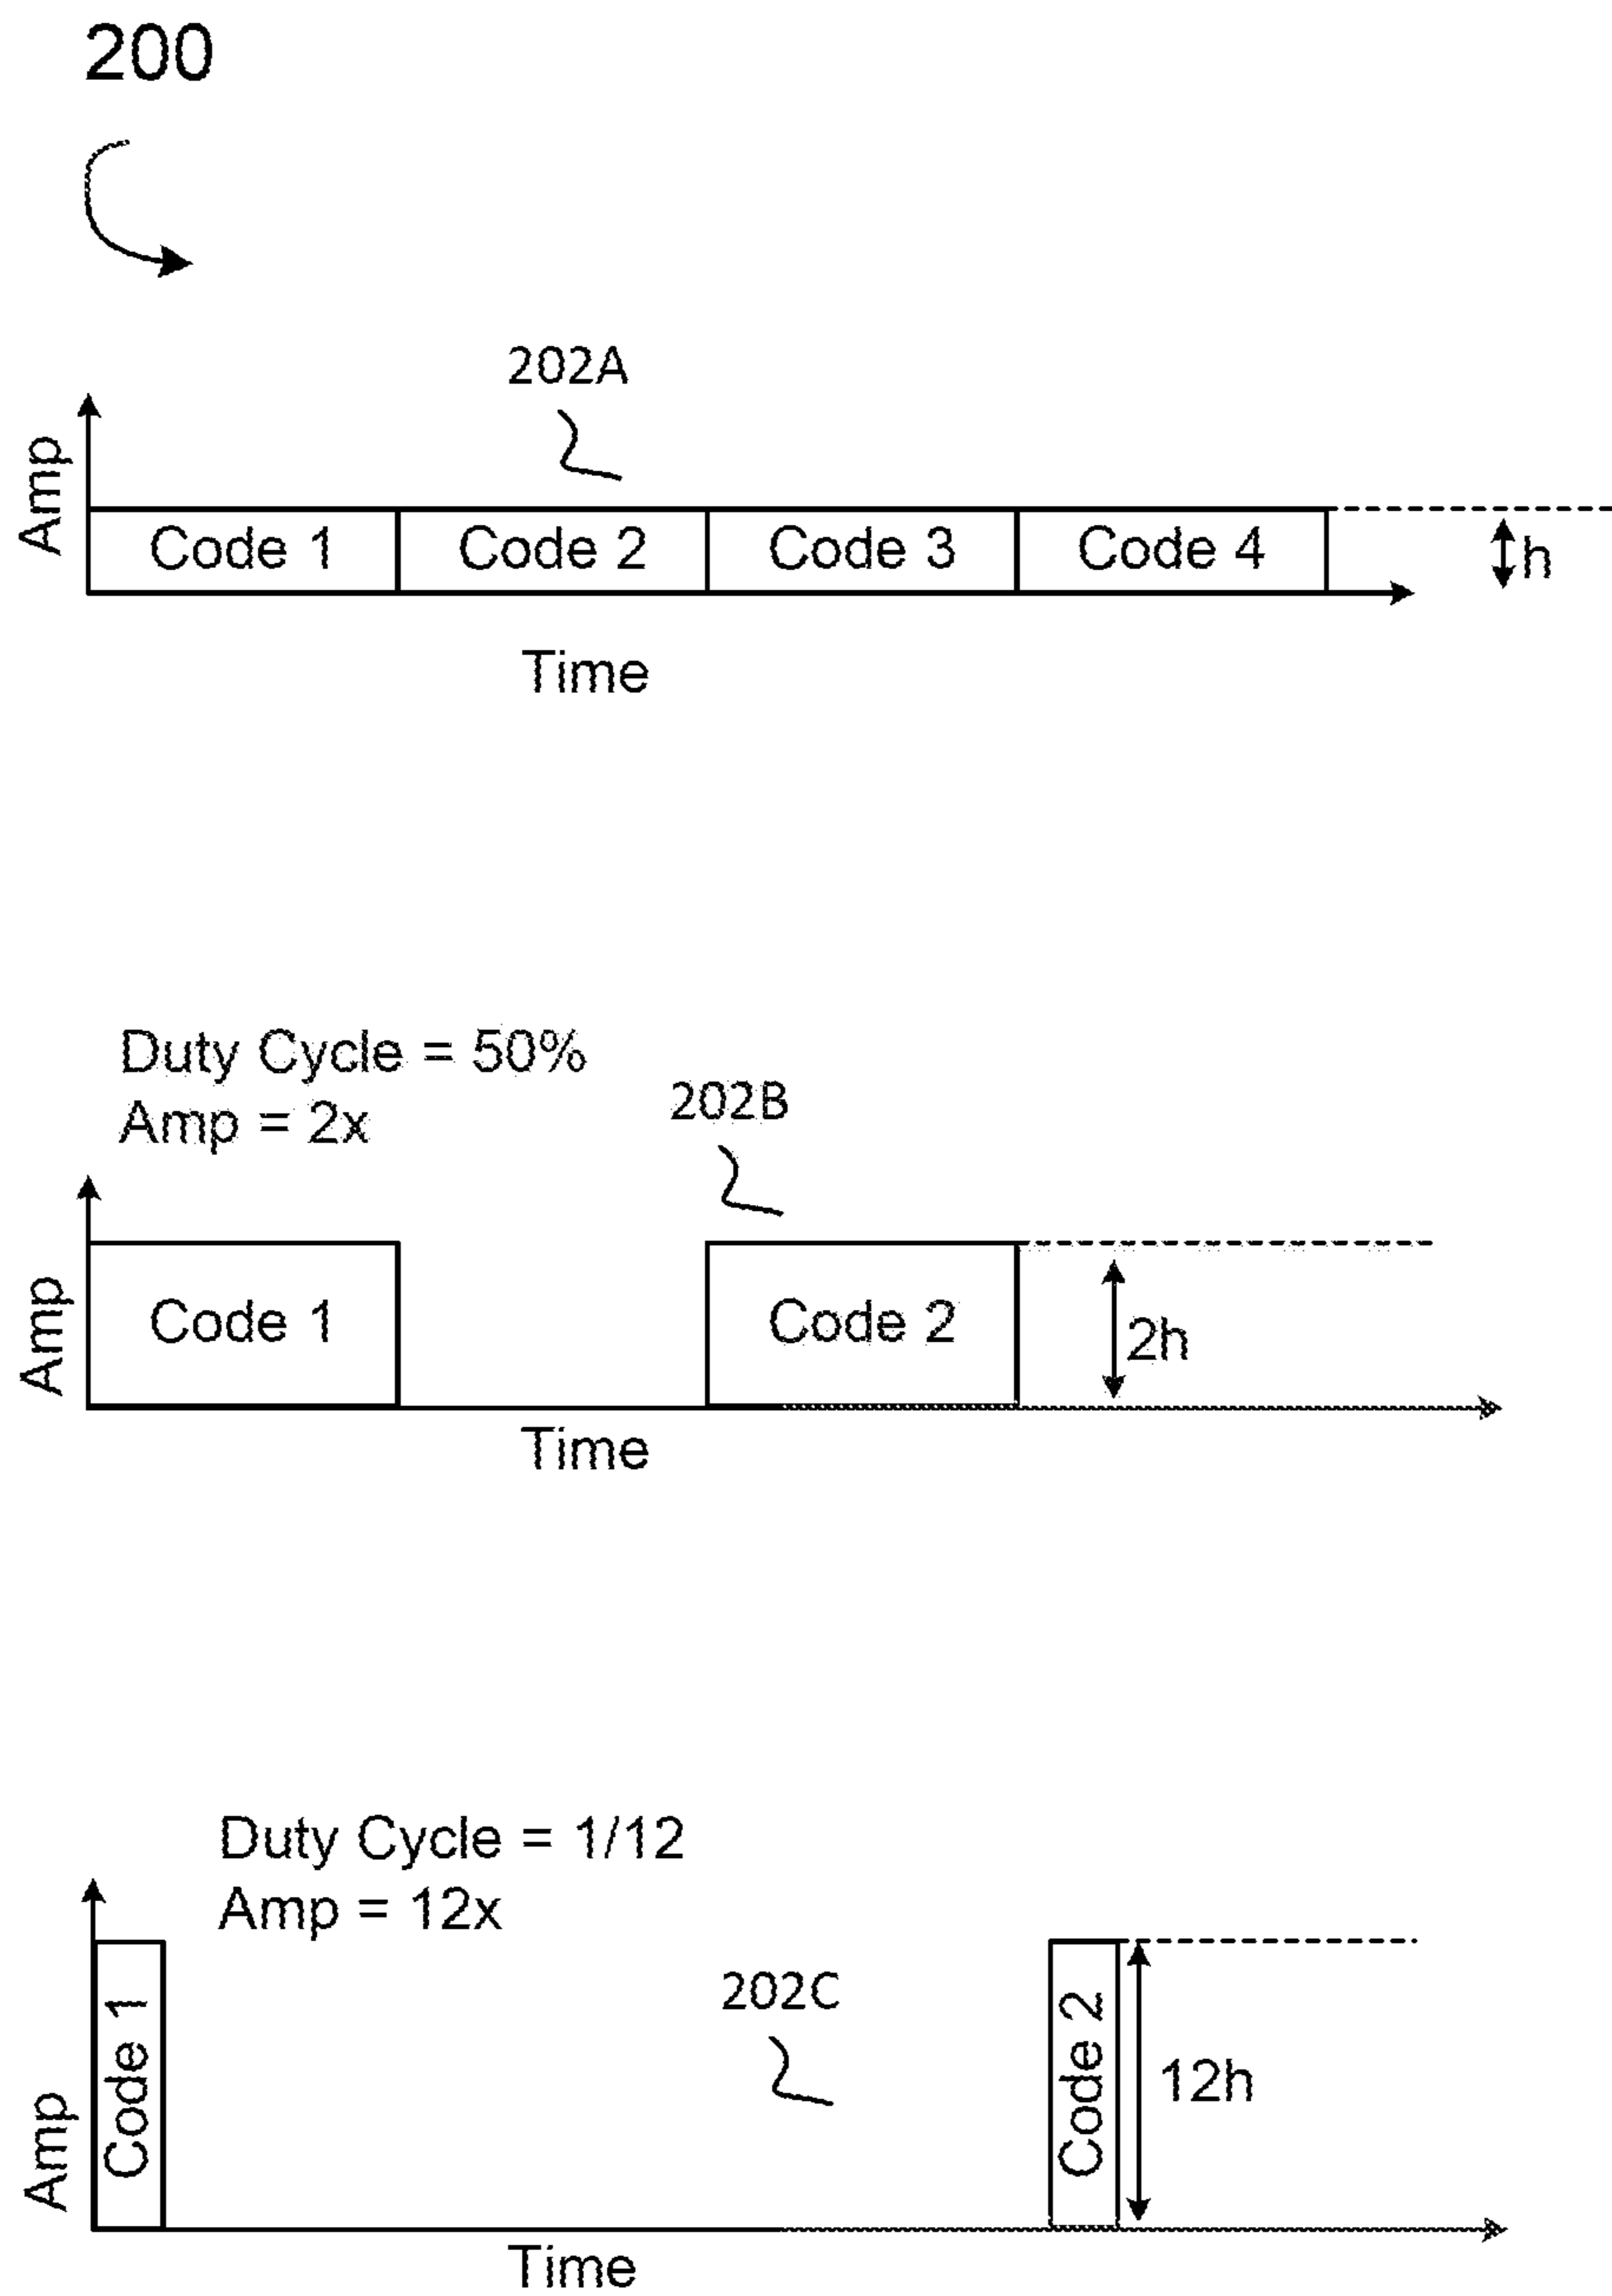 200
202A
Amp
Code 1 Code 2 Code 3 Code 4
h
Time
Duty Cycle = 50%
Amp = 2x
202B
Amp
Code 1 Code 2
2h
Time
Duty Cycle = 1/12
Amp = 12x
202C
Amp
Code 1
Code 2
12h
Time